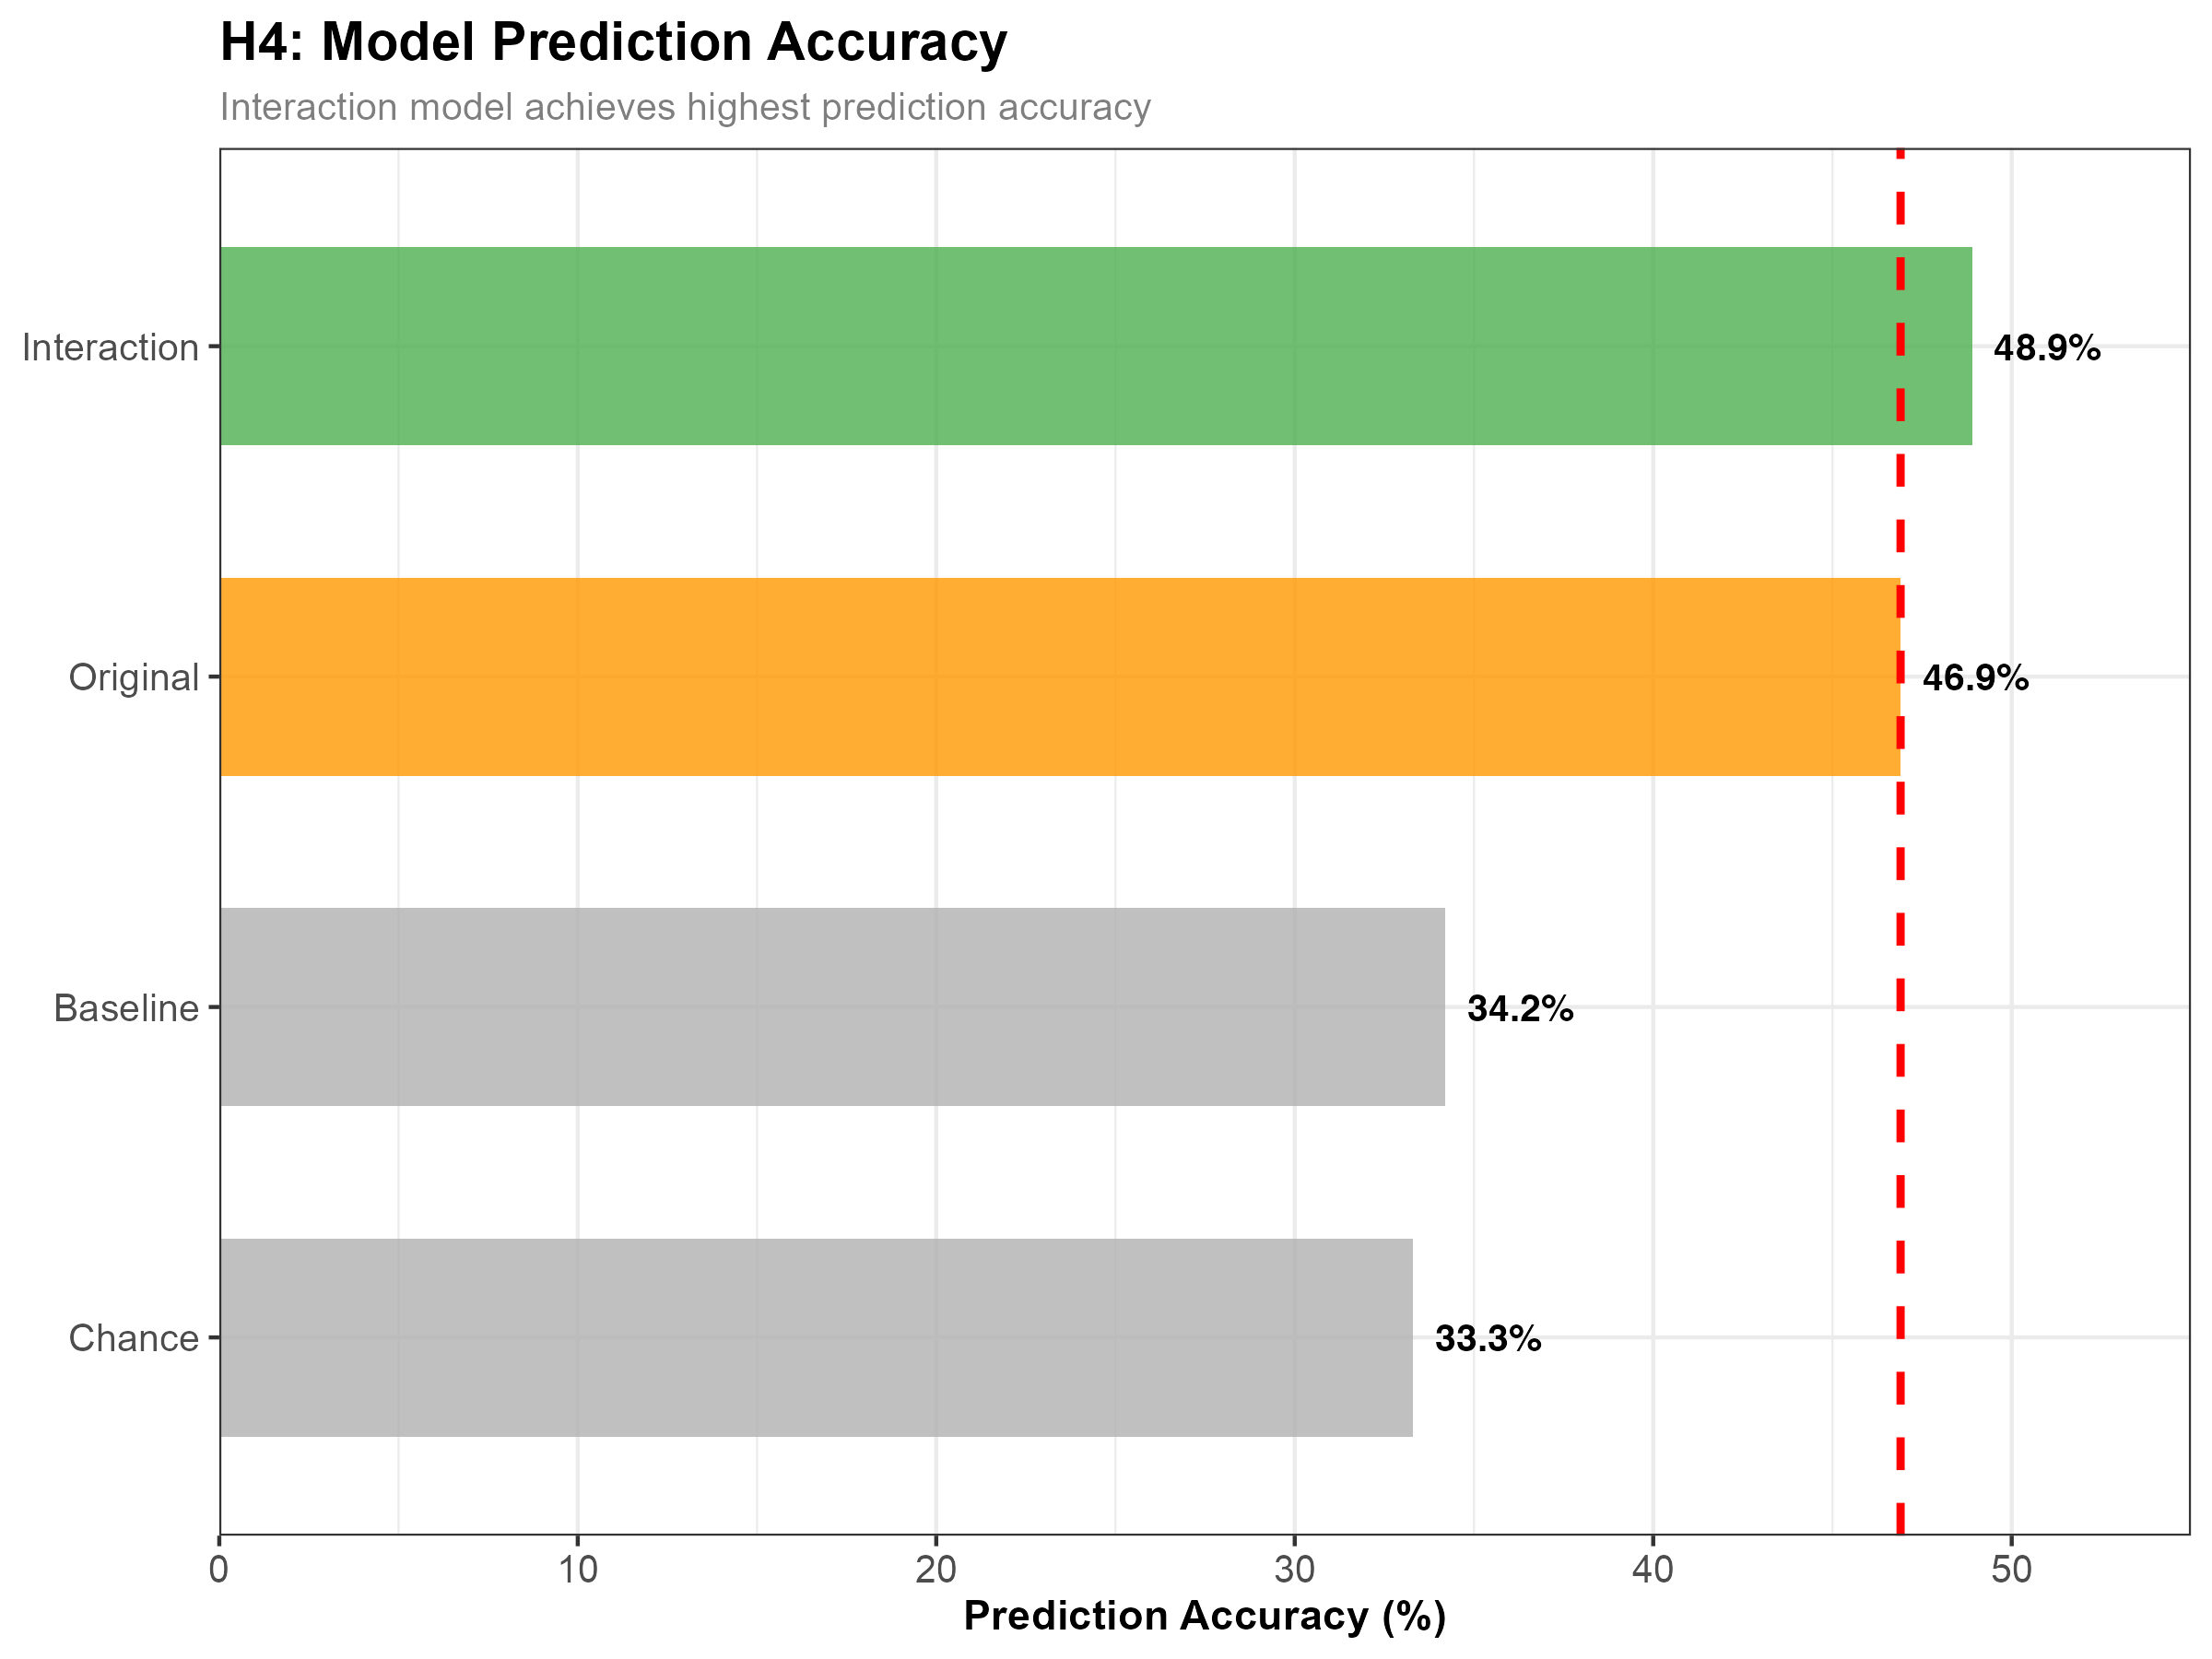 H4: Model Prediction Accuracy
Interaction model achieves highest prediction accuracy
Interaction
48.9%
Original
46.9%
Baseline
34.2%
Chance
33.3%
0 10 20 30 40 50
Prediction Accuracy (%)